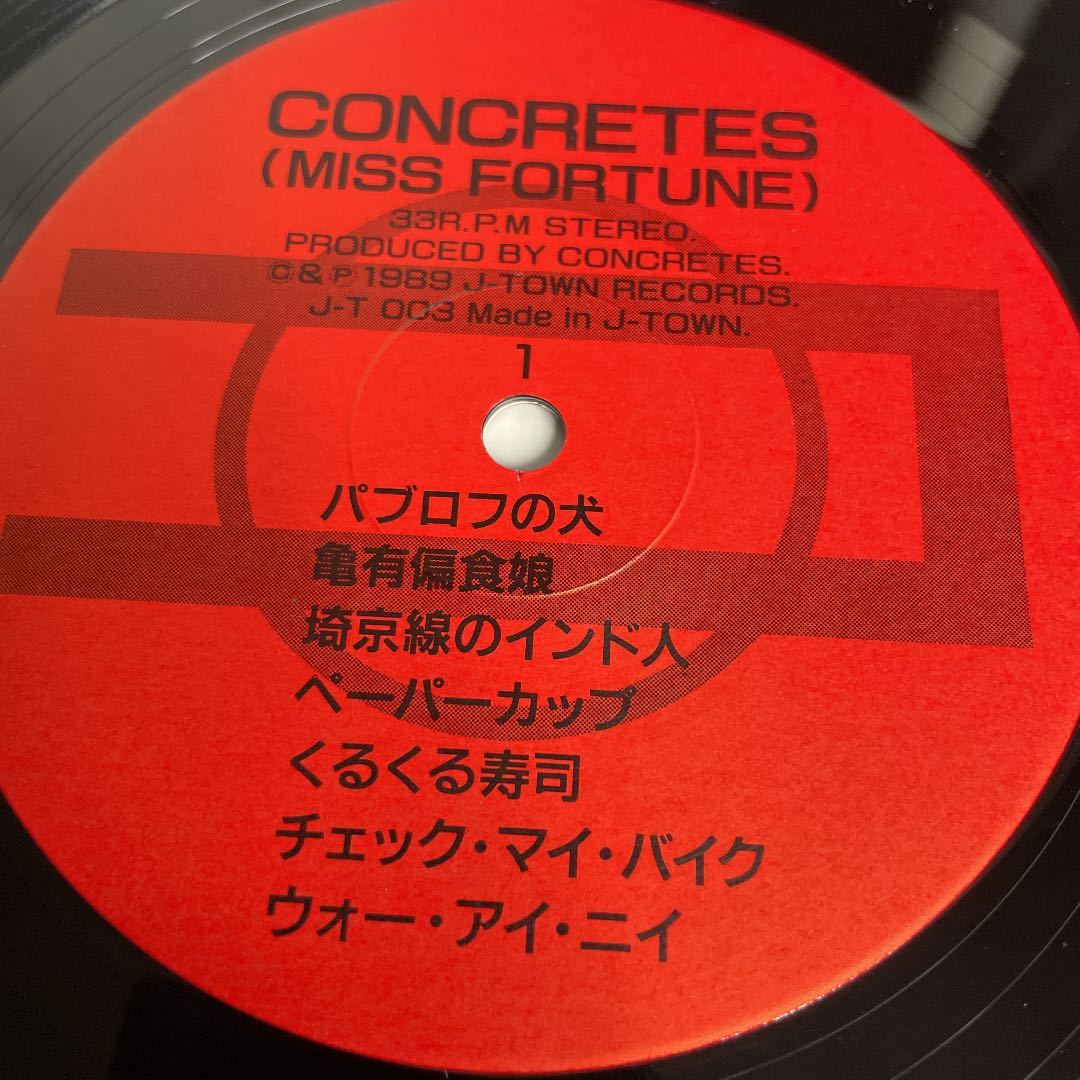 CONCRETES
(MISS FORTUNE)
33R.P.M STEREO.
PRODUCED BY CONCRETES.
C & P 1989 J-TOWN RECORDS.
J-T 003 Made in J-TOWN.
1
パブロフの犬
亀有偏食娘
埼京線のインド人
ペーパーカップ
くるくる寿司
チェック・マイ・バイク
ウォー・アイ・ニイ